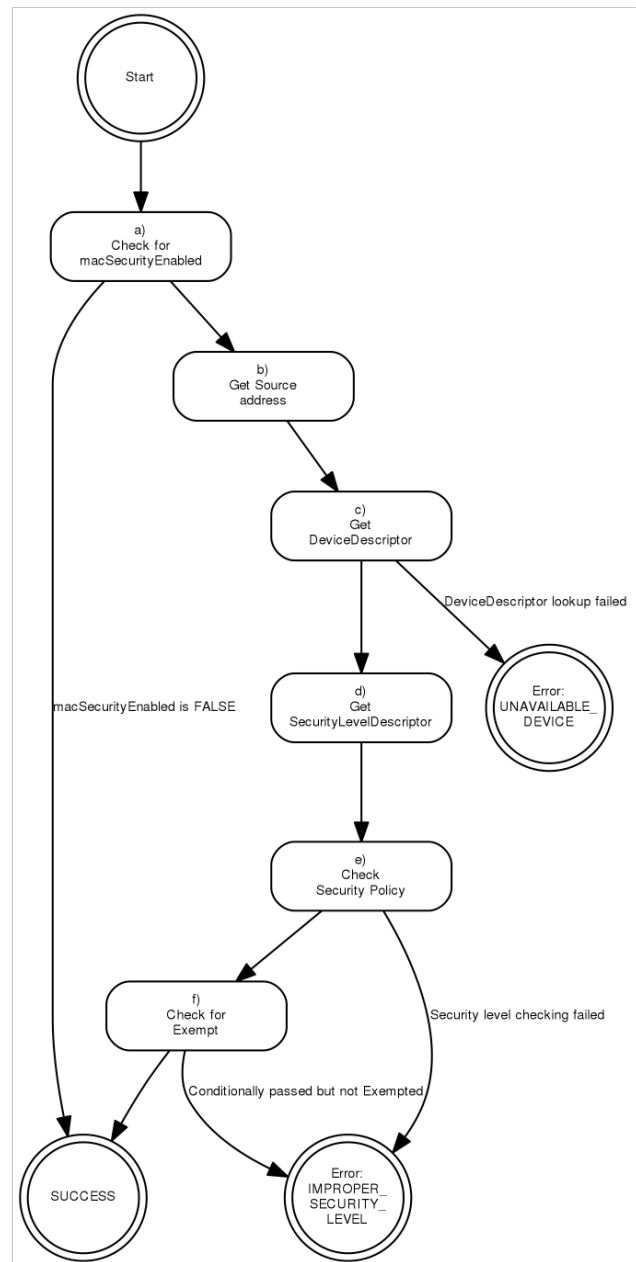 Start
a)
Check for
macSecurityEnabled
b)
Get Source
address
c)
Get
DeviceDescriptor
DeviceDescriptor lookup failed
macSecurityEnabled is FALSE
d)
Get
SecurityLevelDescriptor
Error:
UNAVAILABLE_
DEVICE
e)
Check
Security Policy
f)
Check for
Exempt
Security level checking failed
Conditionally passed but not Exempted
SUCCESS
Error:
IMPROPER_
SECURITY_
LEVEL